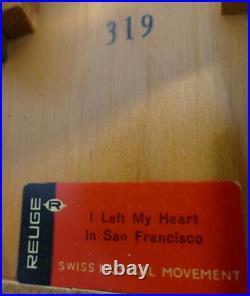 319
REUGE
R
I Left My Heart
In San Francisco
SWISS MOVEMENT